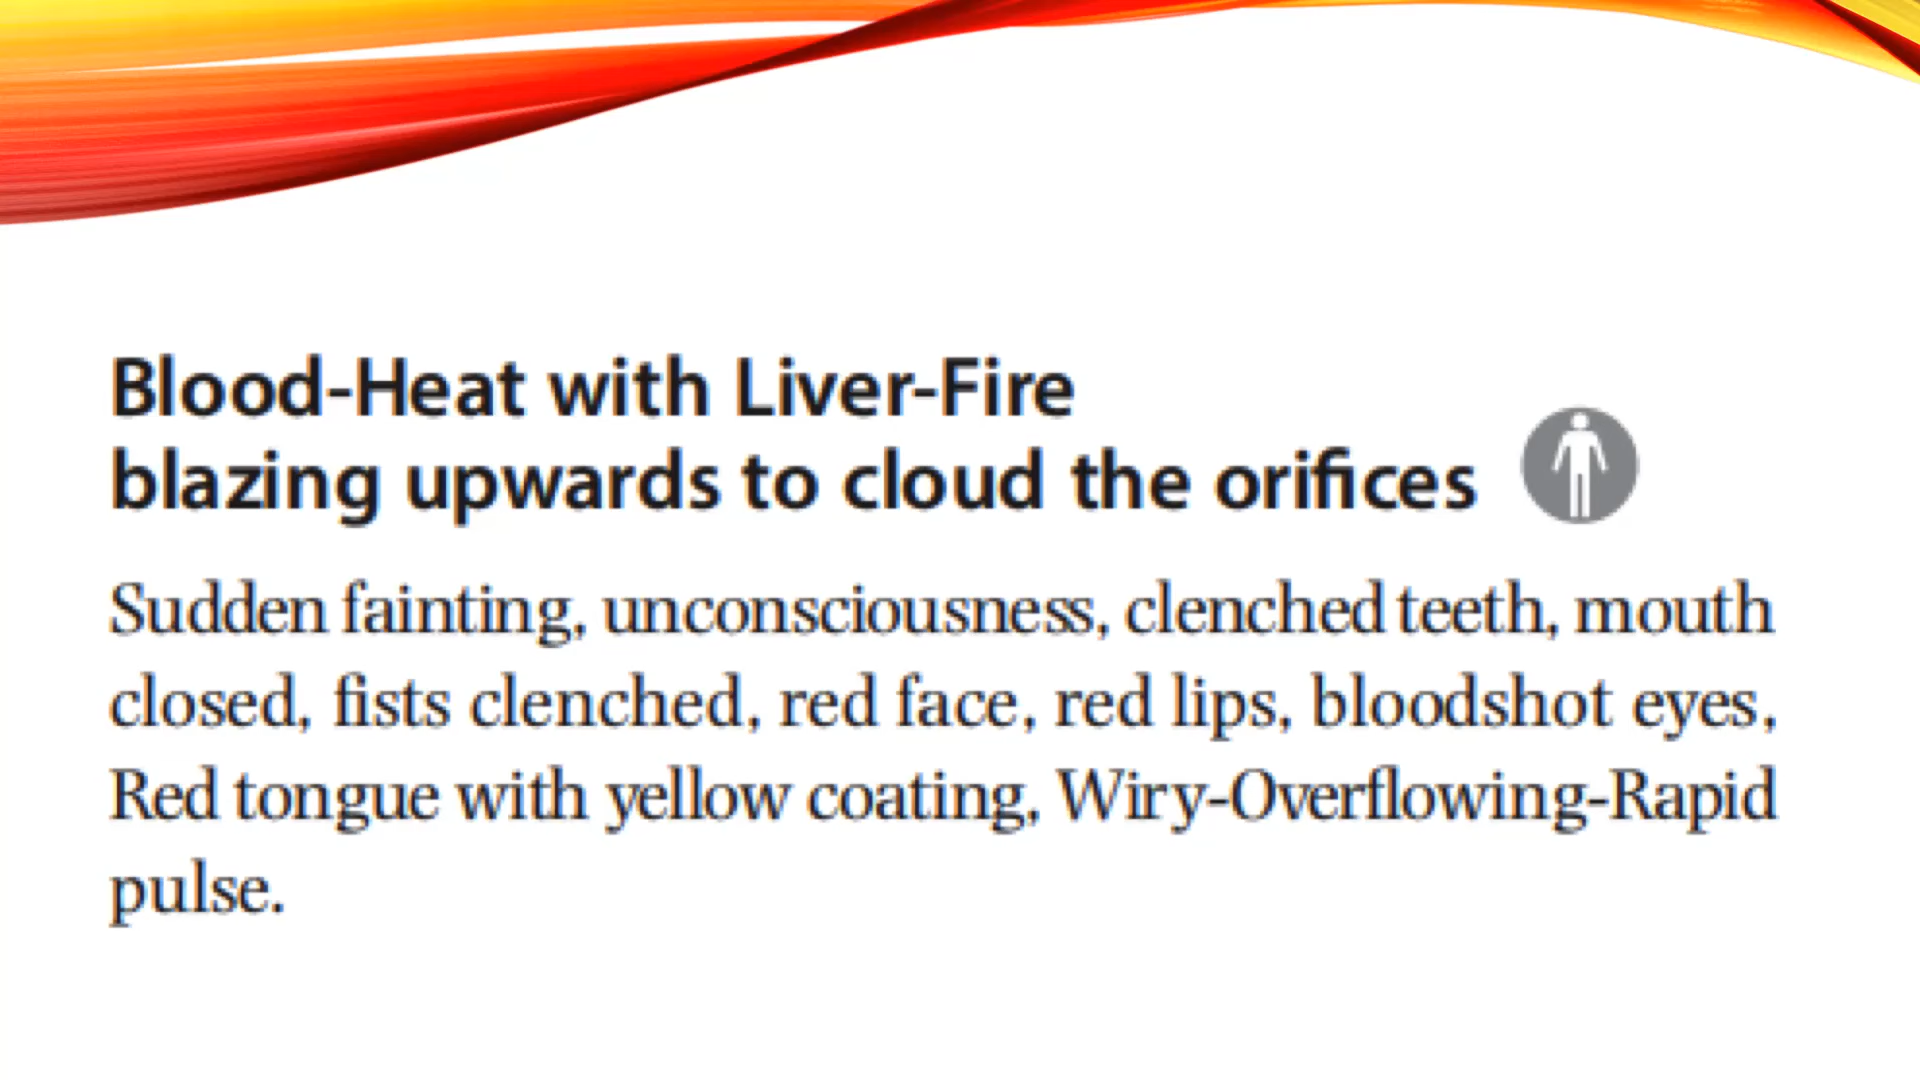 Blood-Heat with Liver-Fire
blazing upwards to cloud the orifices
Sudden fainting, unconsciousness, clenched teeth, mouth
closed, fists clenched, red face, red lips, bloodshot eyes,
Red tongue with yellow coating, Wiry-Overflowing-Rapid
pulse.